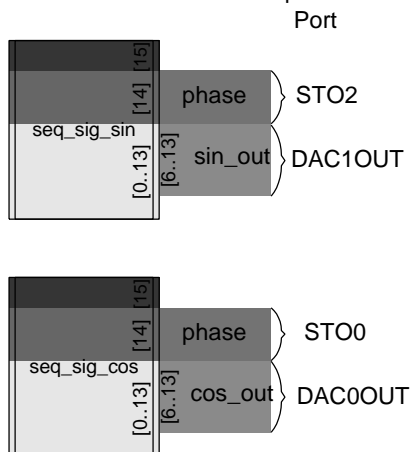 Port
[15]
[14] phase STO2
seq_sig_sin
[0..13] [6..13] sin_out DAC1OUT
[15]
[14] phase STO0
seq_sig_cos
[0..13] [6..13] cos_out DAC0OUT